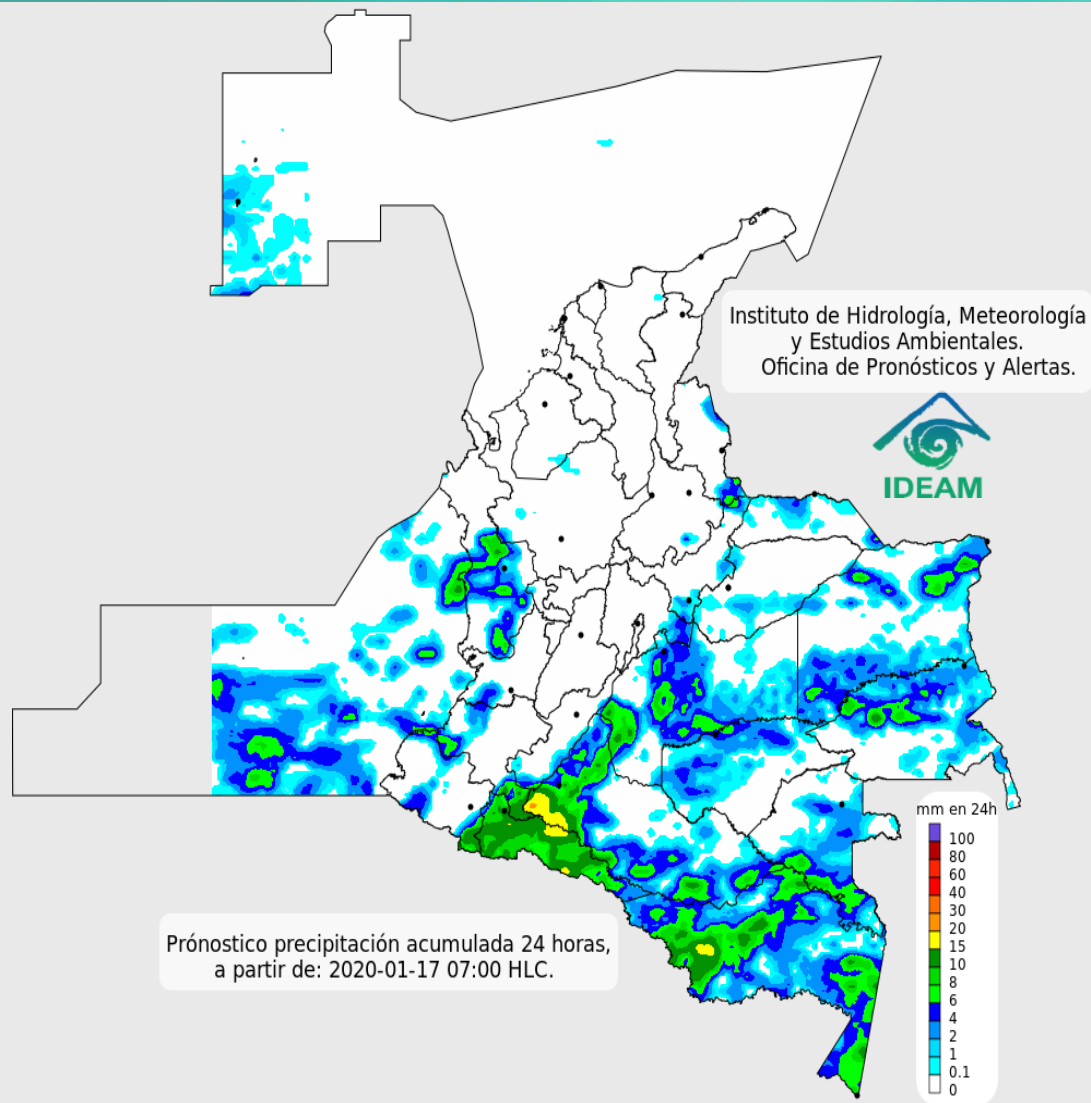 Instituto de Hidrología, Meteorología
y Estudios Ambientales.
Oficina de Pronósticos y Alertas.
IDEAM
mm en 24h
100
80
60
40
30
20
15
10
8
6
4
2
1
0.1
0
Prónostico precipitación acumulada 24 horas,
a partir de: 2020-01-17 07:00 HLC.